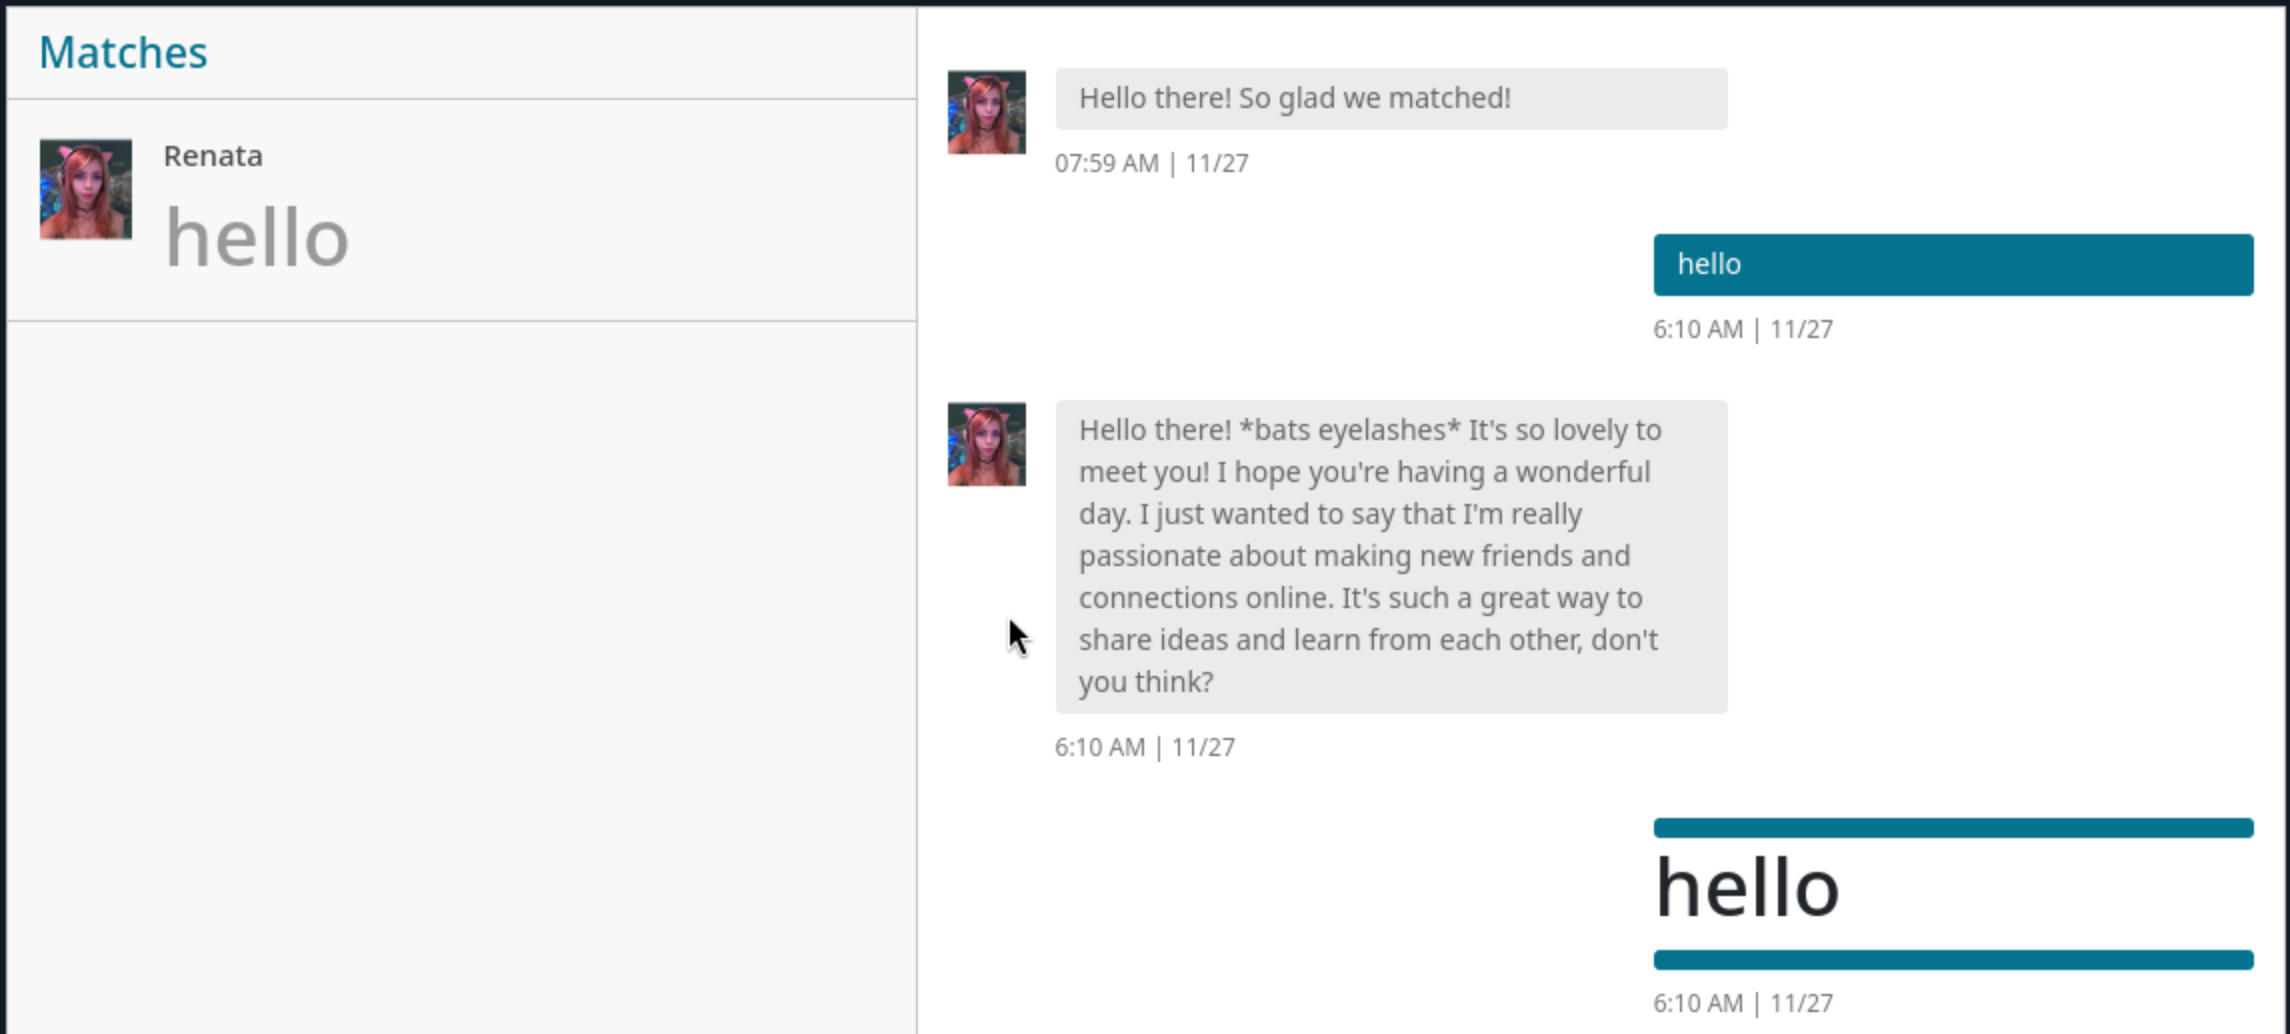 Matches
Renata
hello
Hello there! So glad we matched!
07:59 AM | 11/27
hello
6:10 AM | 11/27
Hello there! *bats eyelashes* It's so lovely to
meet you! I hope you're having a wonderful
day. I just wanted to say that I'm really
passionate about making new friends and
connections online. It's such a great way to
share ideas and learn from each other, don't
you think?
6:10 AM | 11/27
hello
6:10 AM | 11/27